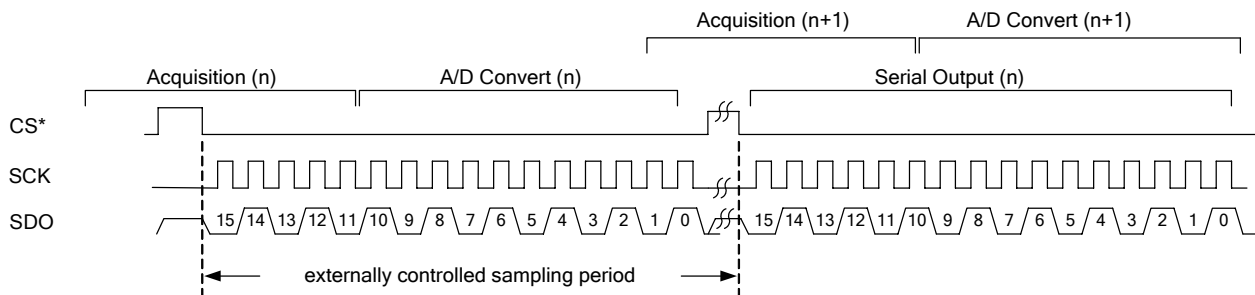 Acquisition (n+1) A/D Convert (n+1)
Acquisition (n) A/D Convert (n) Serial Output (n)
CS*
SCK
SDO 15 14 13 12 11 10 9 8 7 6 5 4 3 2 1 0 15 14 13 12 11 10 9 8 7 6 5 4 3 2 1 0
externally controlled sampling period